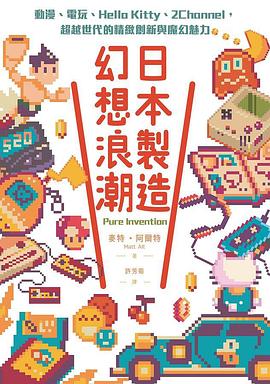 動漫、電玩、Hello Kitty、2Channel，
超越世代的精緻創新與魔幻魅力
日本製造
幻想浪潮
Pure Invention
麥特・阿爾特
Matt Alt
著
許芳菊
譯